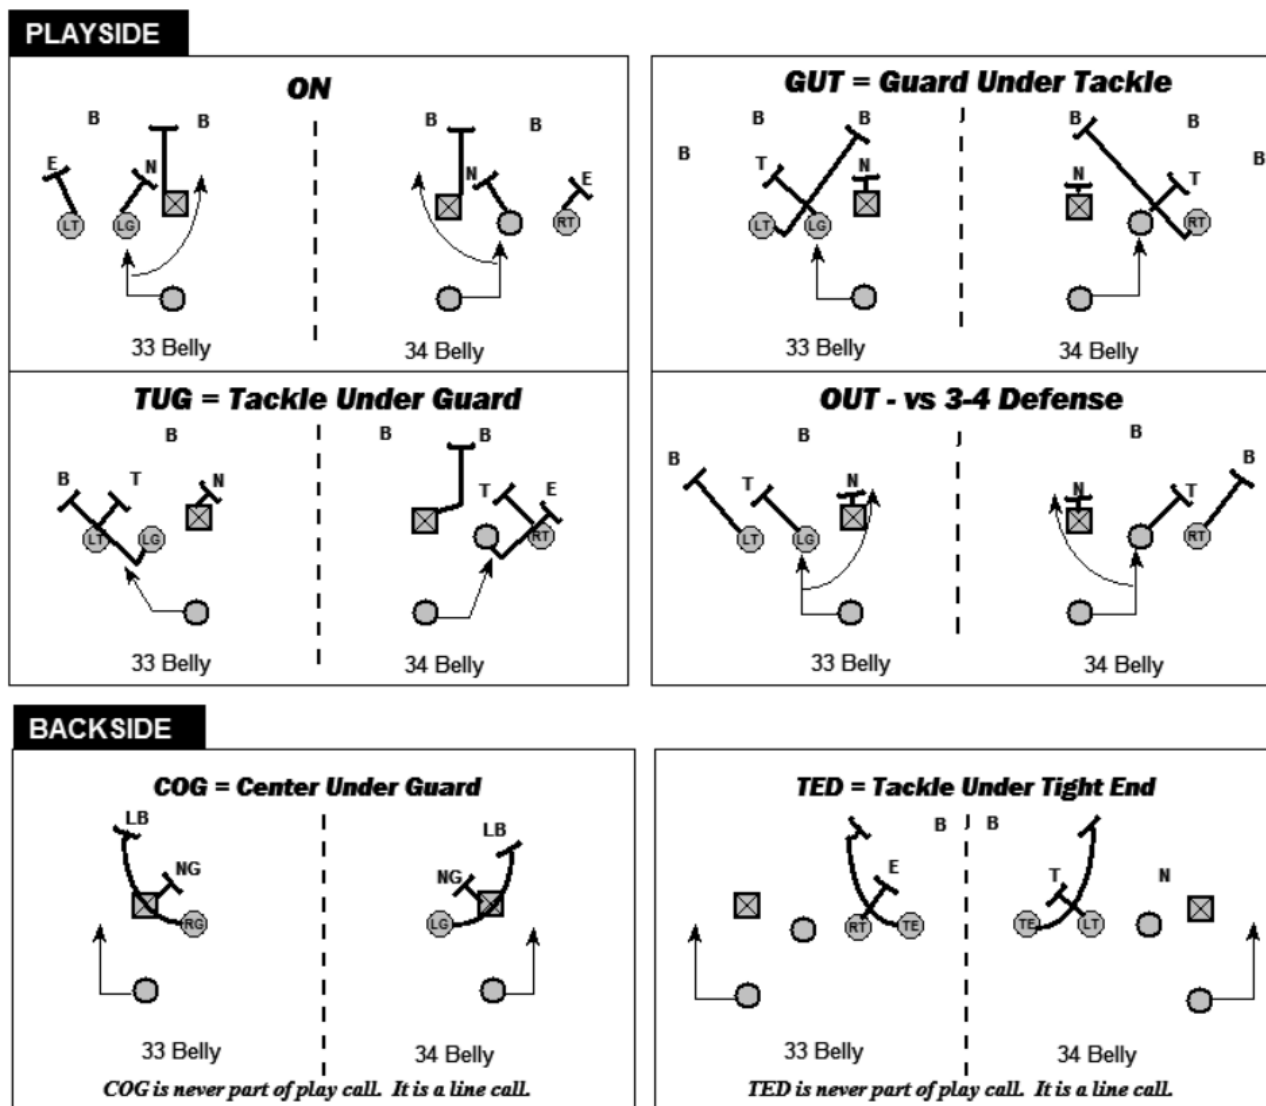 PLAYSIDE
ON
B B B B
E N N E
LT LG RT
33 Belly 34 Belly
GUT = Guard Under Tackle
B B B B
B B
T N N T
LT LG RT
33 Belly 34 Belly
TUG = Tackle Under Guard
B B B
B T N T E
LT LG RT
33 Belly 34 Belly
OUT - vs 3-4 Defense
B B
B B
T N N T
LT LG RT
33 Belly 34 Belly
BACKSIDE
COG = Center Under Guard
LB LB
NG NG
RG LG
33 Belly 34 Belly
COG is never part of play call. It is a line call.
TED = Tackle Under Tight End
B B
E T N
RT TE TE LT
33 Belly 34 Belly
TED is never part of play call. It is a line call.